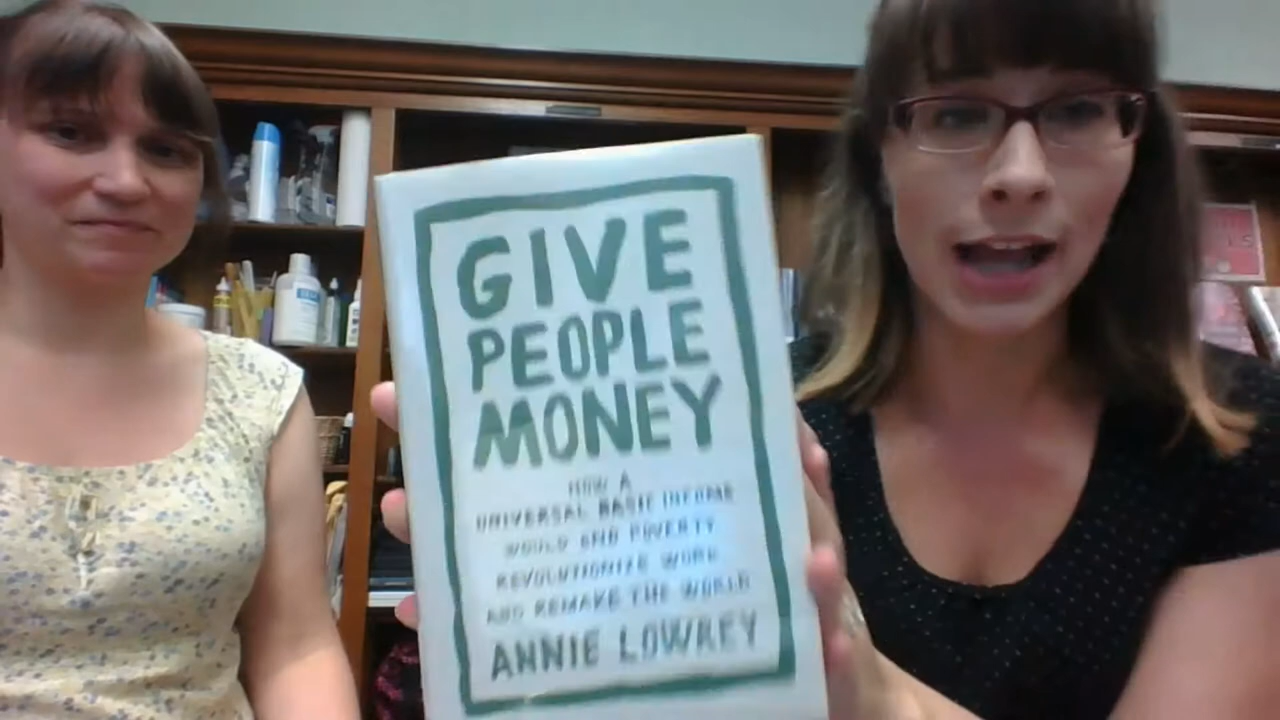 GIVE
PEOPLE
MONEY
HOW A
UNIVERSAL BASIC INCOME
WOULD END POVERTY
REVOLUTIONIZE WORK
AND REMAKE THE WORLD
ANNIE LOWREY